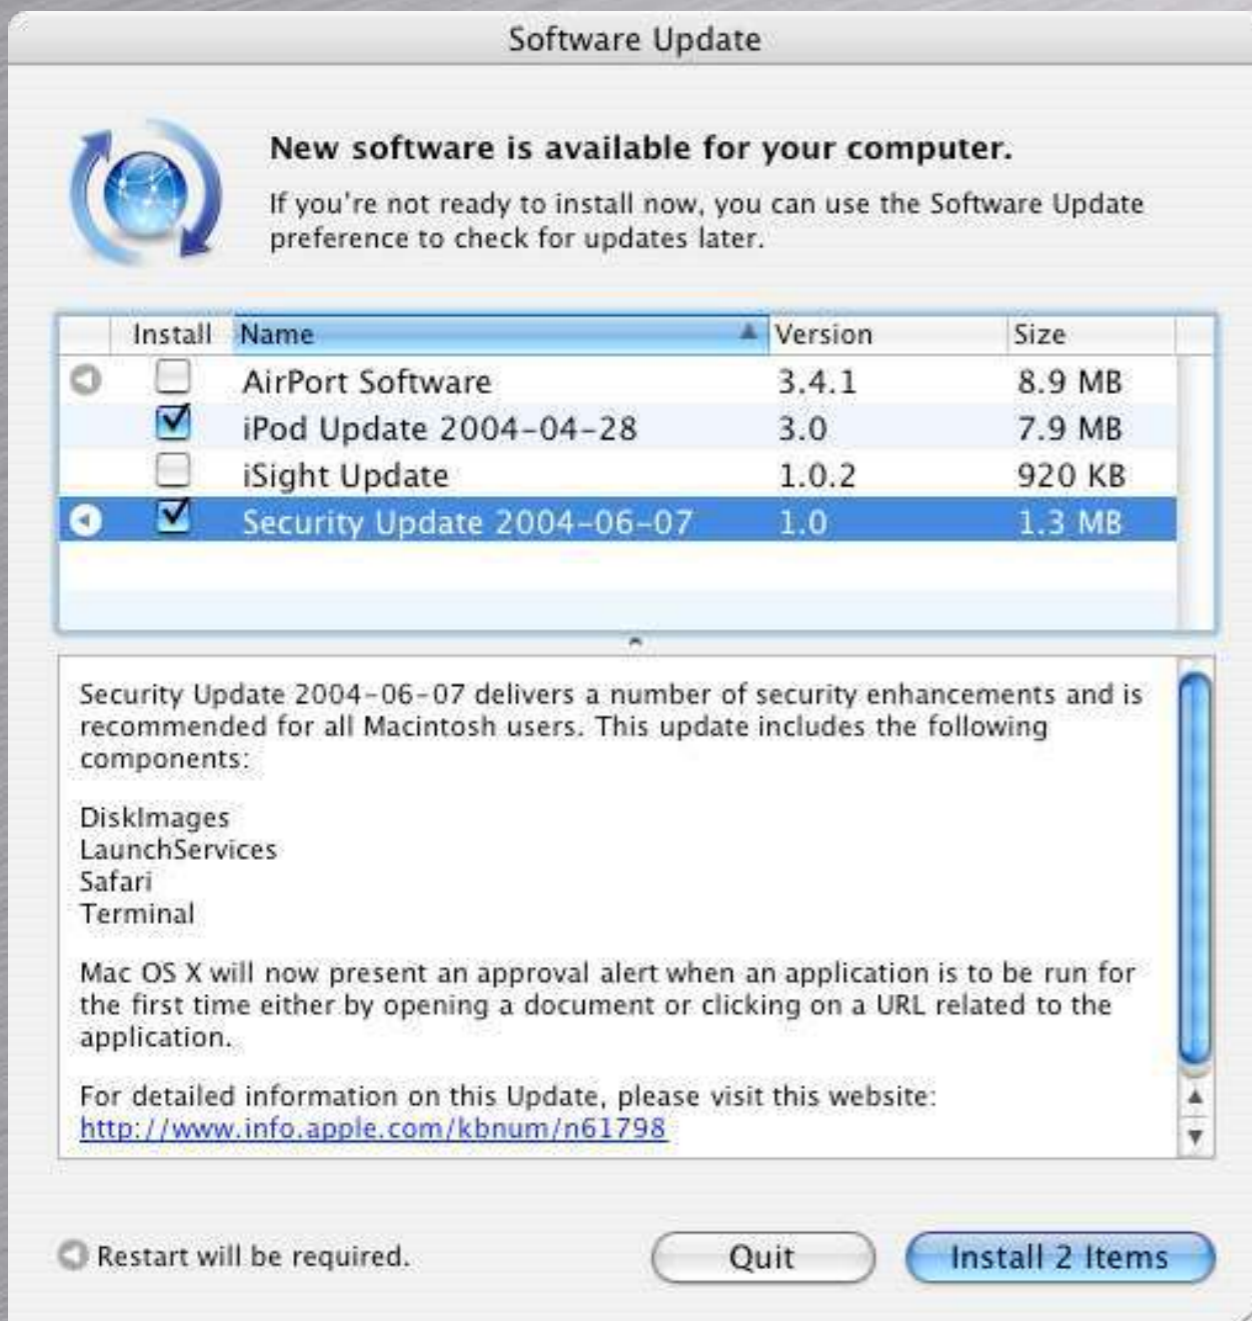 Software Update
New software is available for your computer.
If you're not ready to install now, you can use the Software Update
preference to check for updates later.
Install Name Version Size
AirPort Software 3.4.1 8.9 MB
iPod Update 2004-04-28 3.0 7.9 MB
iSight Update 1.0.2 920 KB
Security Update 2004-06-07 1.0 1.3 MB
Security Update 2004-06-07 delivers a number of security enhancements and is
recommended for all Macintosh users. This update includes the following
components:
DiskImages
LaunchServices
Safari
Terminal
Mac OS X will now present an approval alert when an application is to be run for
the first time either by opening a document or clicking on a URL related to the
application.
For detailed information on this Update, please visit this website:
http://www.info.apple.com/kbnum/n61798
Restart will be required. Quit Install 2 Items